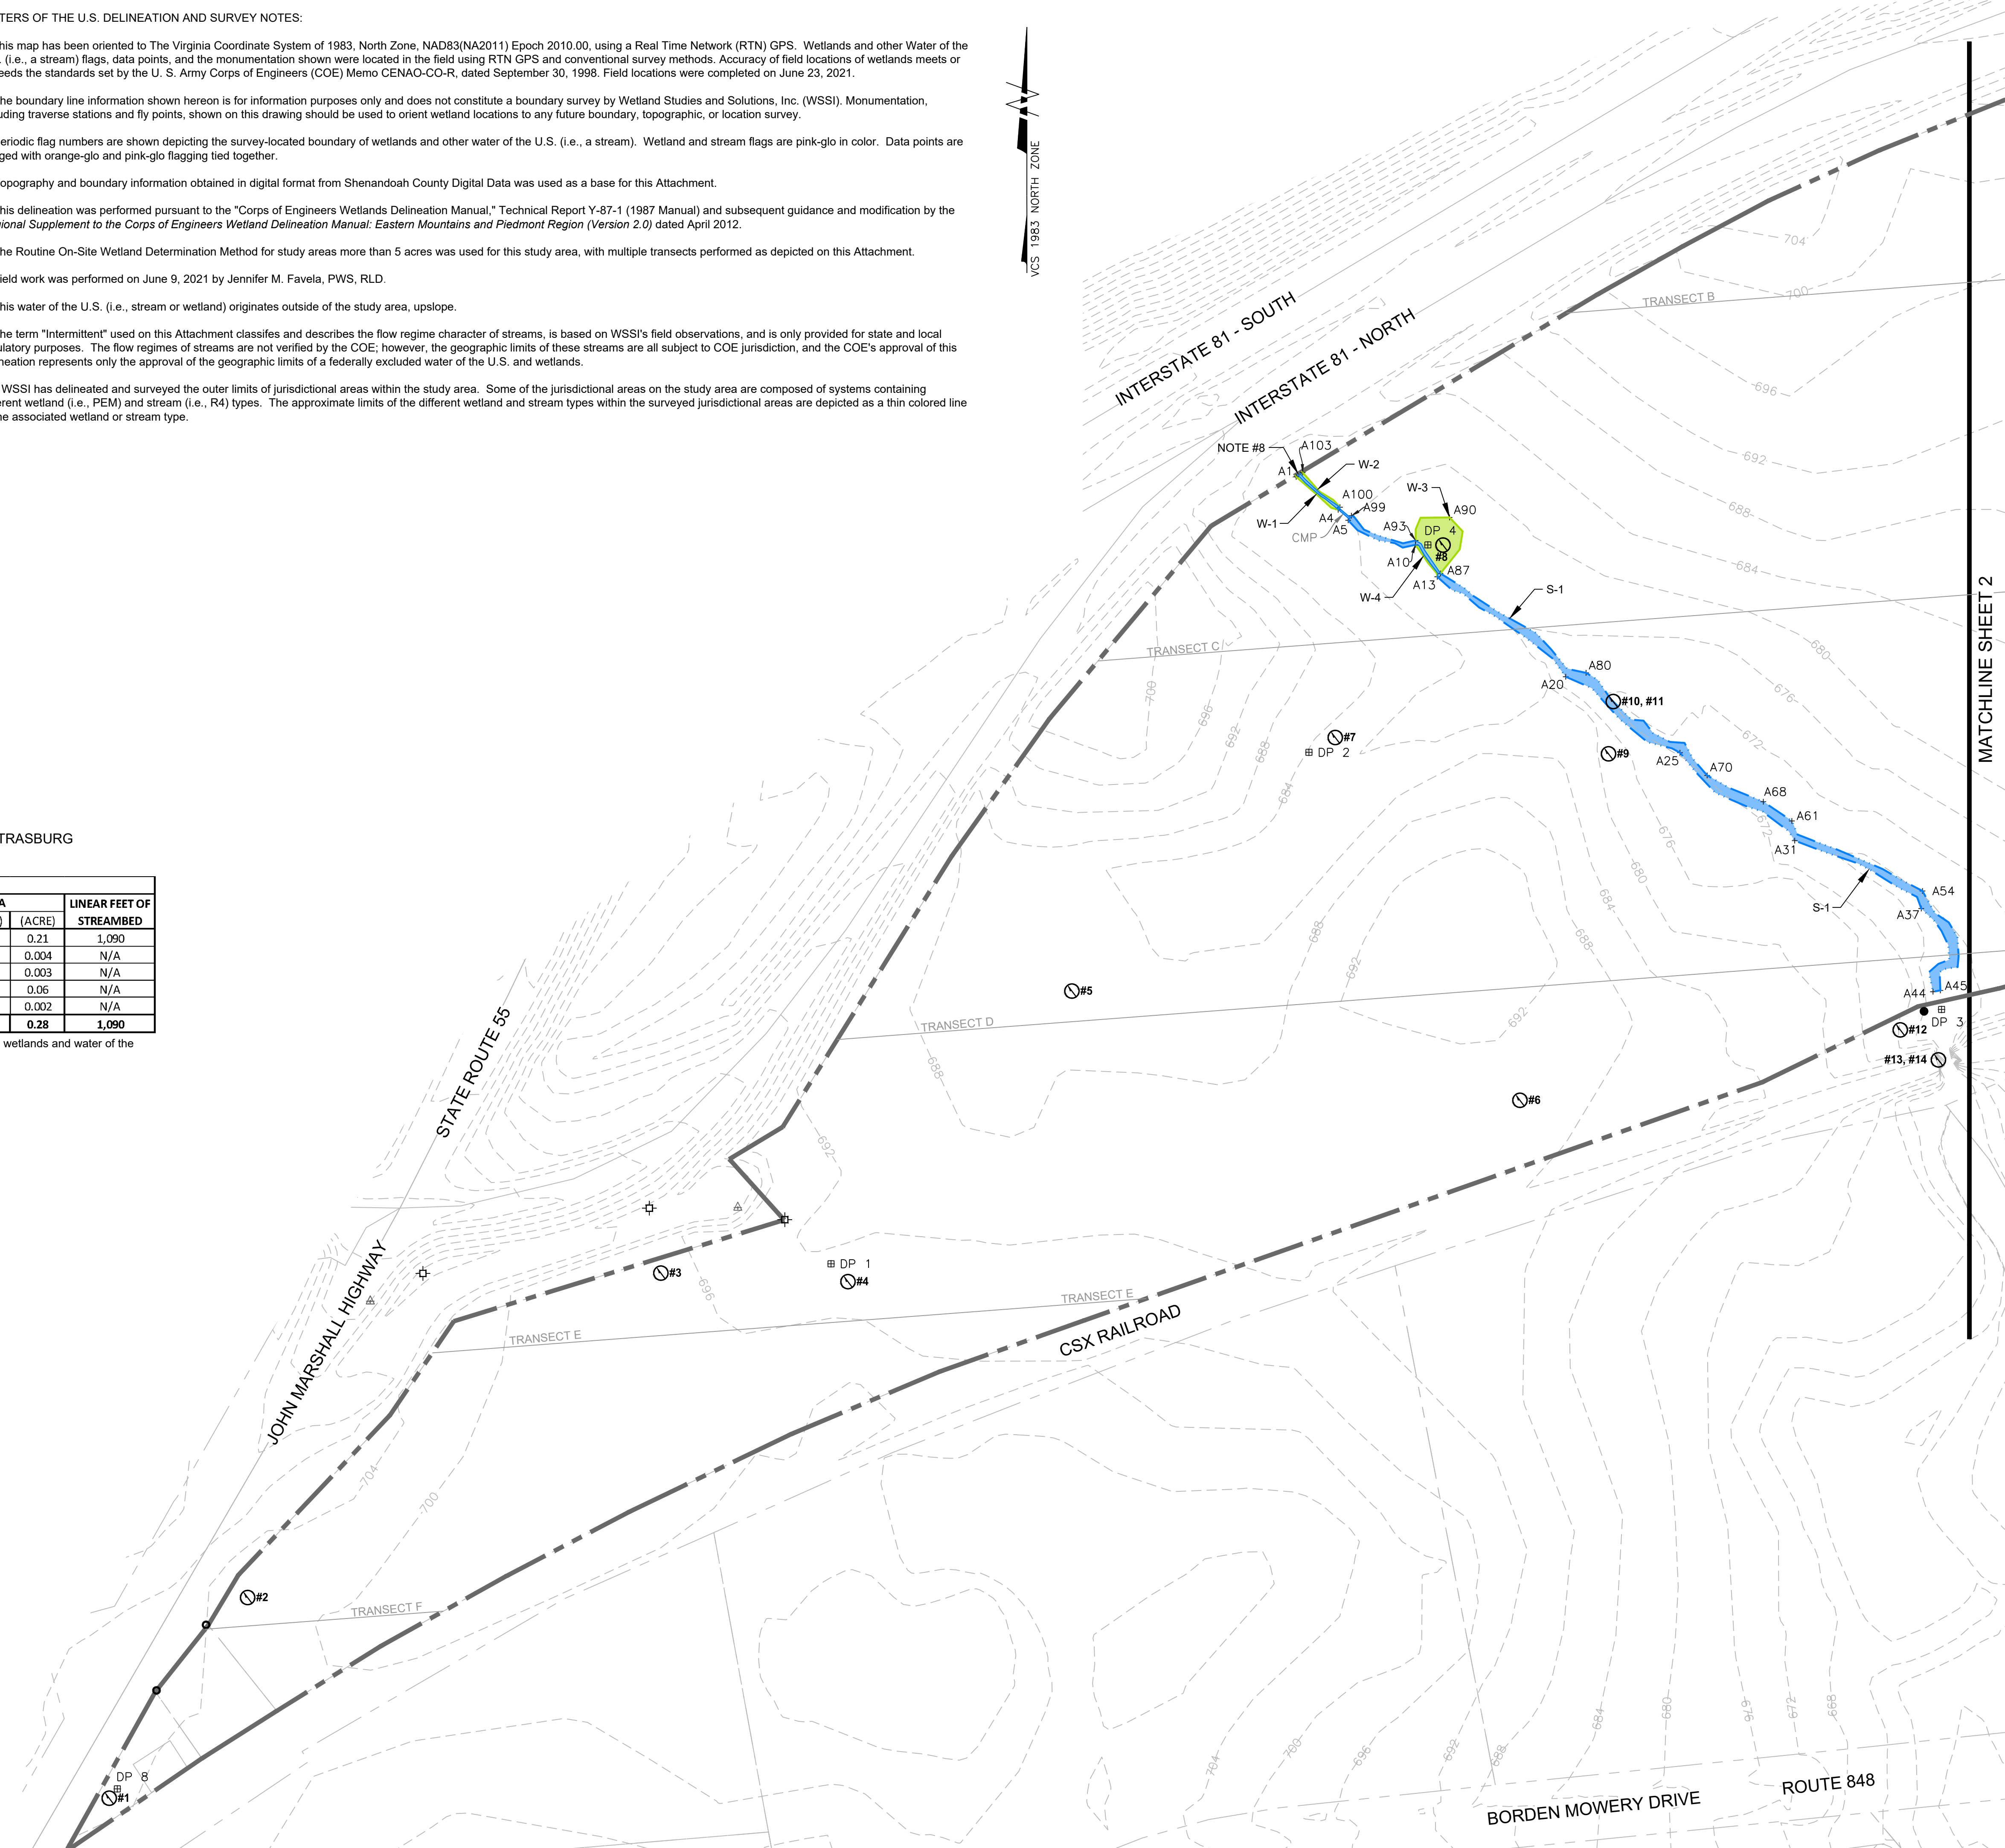 TERS OF THE U.S. DELINEATION AND SURVEY NOTES:
his map has been oriented to The Virginia Coordinate System of 1983, North Zone, NAD83(NA2011) Epoch 2010.00, using a Real Time Network (RTN) GPS.  Wetlands and other Water of the
. (i.e., a stream) flags, data points, and the monumentation shown were located in the field using RTN GPS and conventional survey methods. Accuracy of field locations of wetlands meets or
eeds the standards set by the U. S. Army Corps of Engineers (COE) Memo CENAO-CO-R, dated September 30, 1998. Field locations were completed on June 23, 2021.
he boundary line information shown hereon is for information purposes only and does not constitute a boundary survey by Wetland Studies and Solutions, Inc. (WSSI). Monumentation,
uding traverse stations and fly points, shown on this drawing should be used to orient wetland locations to any future boundary, topographic, or location survey.
eriodic flag numbers are shown depicting the survey-located boundary of wetlands and other water of the U.S. (i.e., a stream).  Wetland and stream flags are pink-glo in color.  Data points are
ged with orange-glo and pink-glo flagging tied together.
opography and boundary information obtained in digital format from Shenandoah County Digital Data was used as a base for this Attachment.
his delineation was performed pursuant to the "Corps of Engineers Wetlands Delineation Manual," Technical Report Y-87-1 (1987 Manual) and subsequent guidance and modification by the
gional Supplement to the Corps of Engineers Wetland Delineation Manual: Eastern Mountains and Piedmont Region (Version 2.0) dated April 2012.
he Routine On-Site Wetland Determination Method for study areas more than 5 acres was used for this study area, with multiple transects performed as depicted on this Attachment.
ield work was performed on June 9, 2021 by Jennifer M. Favela, PWS, RLD.
his water of the U.S. (i.e., stream or wetland) originates outside of the study area, upslope.
he term "Intermittent" used on this Attachment classifes and describes the flow regime character of streams, is based on WSSI's field observations, and is only provided for state and local
ulatory purposes.  The flow regimes of streams are not verified by the COE; however, the geographic limits of these streams are all subject to COE jurisdiction, and the COE's approval of this
neation represents only the approval of the geographic limits of a federally excluded water of the U.S. and wetlands.
WSSI has delineated and surveyed the outer limits of jurisdictional areas within the study area.  Some of the jurisdictional areas on the study area are composed of systems containing
erent wetland (i.e., PEM) and stream (i.e., R4) types.  The approximate limits of the different wetland and stream types within the surveyed jurisdictional areas are depicted as a thin colored line
he associated wetland or stream type.
VCS 1983 NORTH ZONE
INTERSTATE 81 - SOUTH
INTERSTATE 81 - NORTH
704
TRANSECT B
700
696
692
688
684
680
676
672
NOTE #8
A103
A1
W-2
A100
A99
W-1
A4
A5
CMP
W-3
A90
A93
DP 4
#8
A10
A87
A13
W-4
S-1
MATCHLINE SHEET 2
TRANSECT C
700
696
692
688
684
A80
A20
#10, #11
#7
DP 2
#9
A25
A70
A68
A61
672
A31
676
680
684
688
688
692
692
A54
S-1
A37
A44
A45
DP 3
#12
#13, #14
TRASBURG
A
LINEAR FEET OF
(ACRE)
STREAMBED
0.21 1,090
0.004 N/A
0.003 N/A
0.06 N/A
0.002 N/A
0.28 1,090
wetlands and water of the
#5
TRANSECT D
688
#6
STATE ROUTE 55
692
JOHN MARSHALL HIGHWAY
#3
DP 1
#4
696
TRANSECT E
TRANSECT E
CSX RAILROAD
704
700
#2
TRANSECT F
DP 8
#1
704
700
696
692
688
684
680
676
672
668
BORDEN MOWERY DRIVE
ROUTE 848